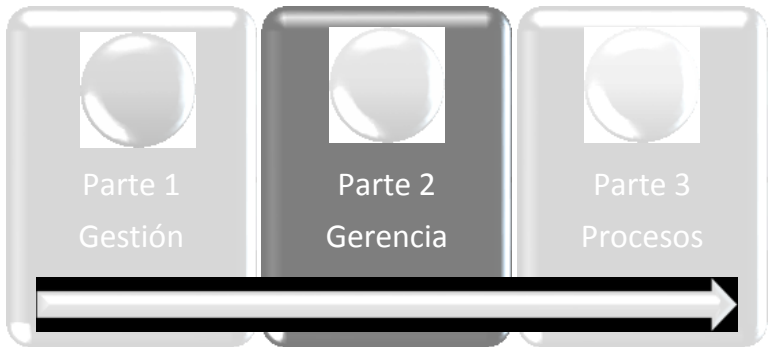 Parte 1
Gestión
Parte 2
Gerencia
Parte 3
Procesos